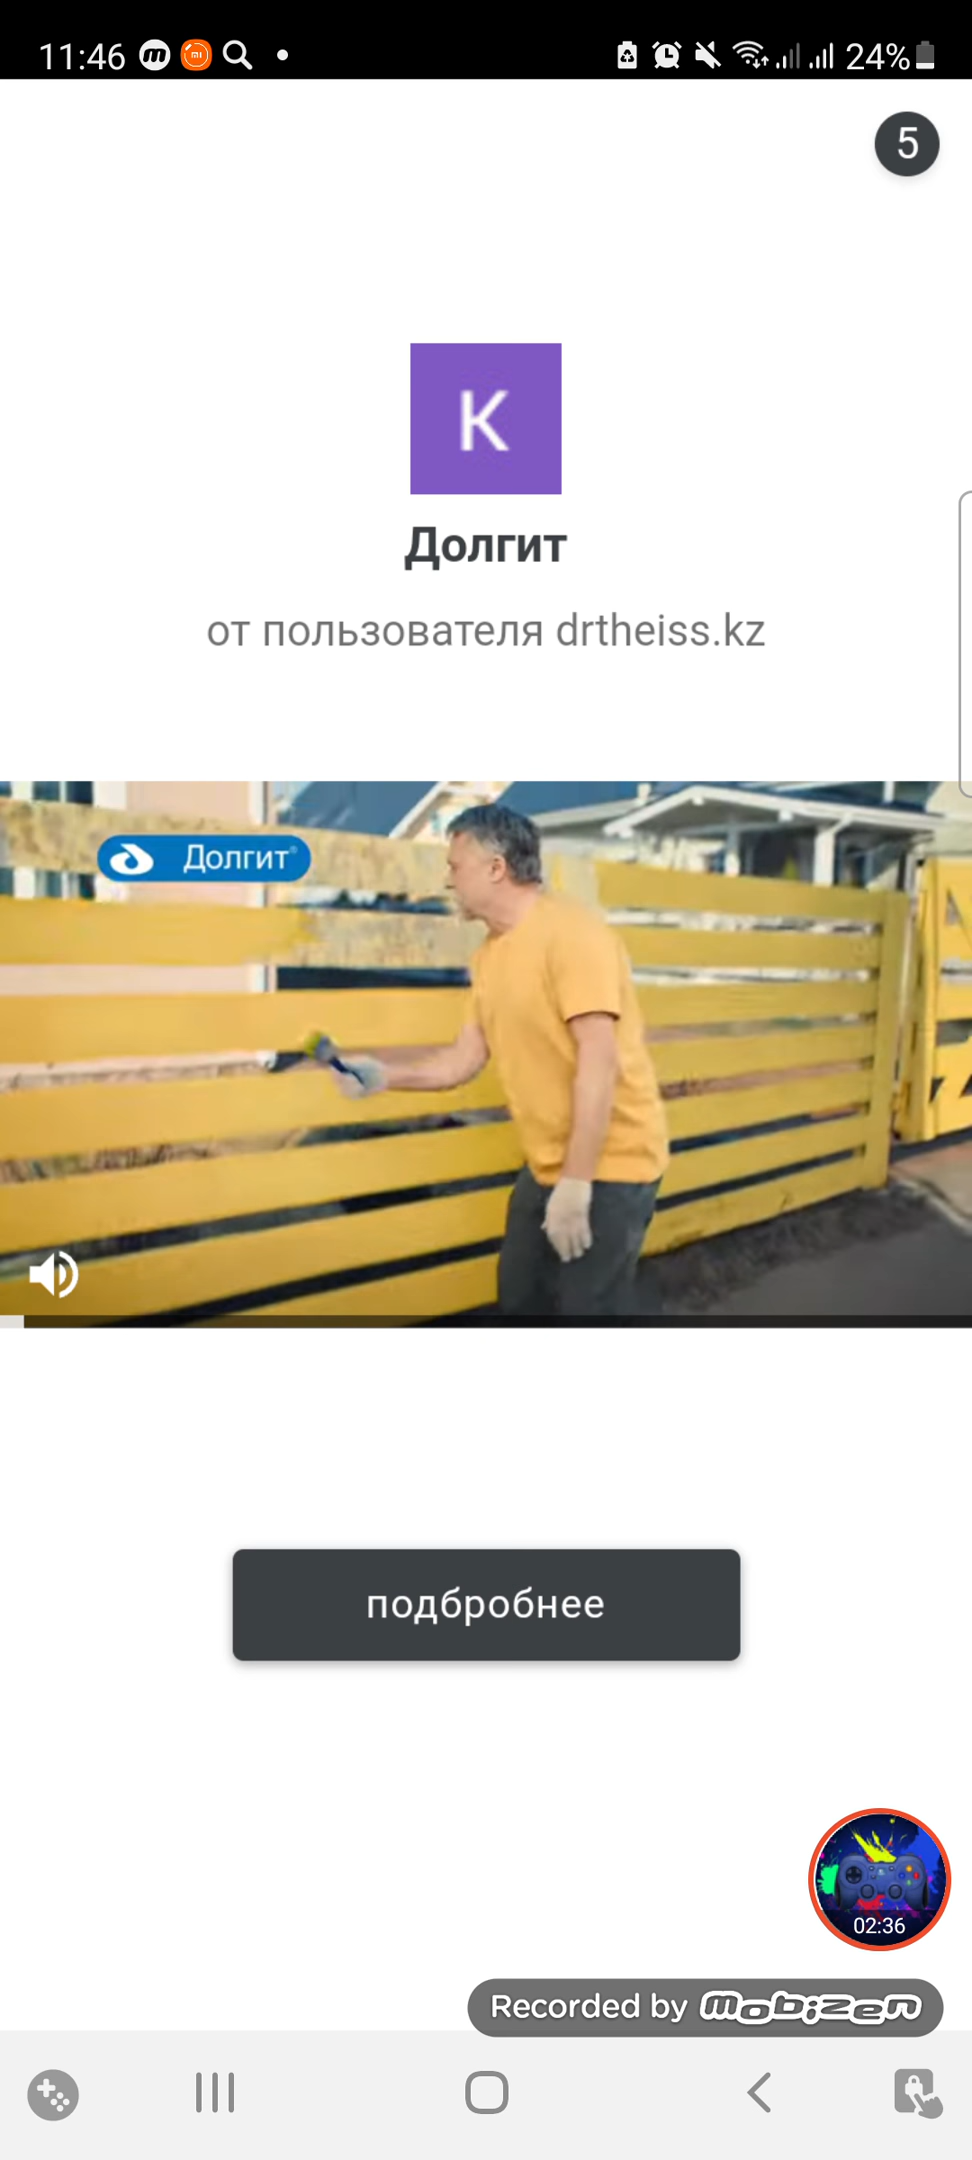 11:46
24%
5
K
Долгит
от пользователя drtheiss.kz
Долгит®
подбробнее
02:36
Recorded by mobizen